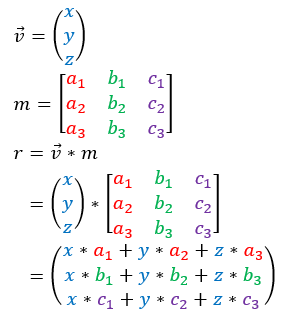 v⃗ = (x
y
z)
m = [a₁ b₁ c₁
a₂ b₂ c₂
a₃ b₃ c₃]
r = v⃗ * m
= (x
y
z) * [a₁ b₁ c₁
a₂ b₂ c₂
a₃ b₃ c₃]
= (x * a₁ + y * a₂ + z * a₃
x * b₁ + y * b₂ + z * b₃
x * c₁ + y * c₂ + z * c₃)